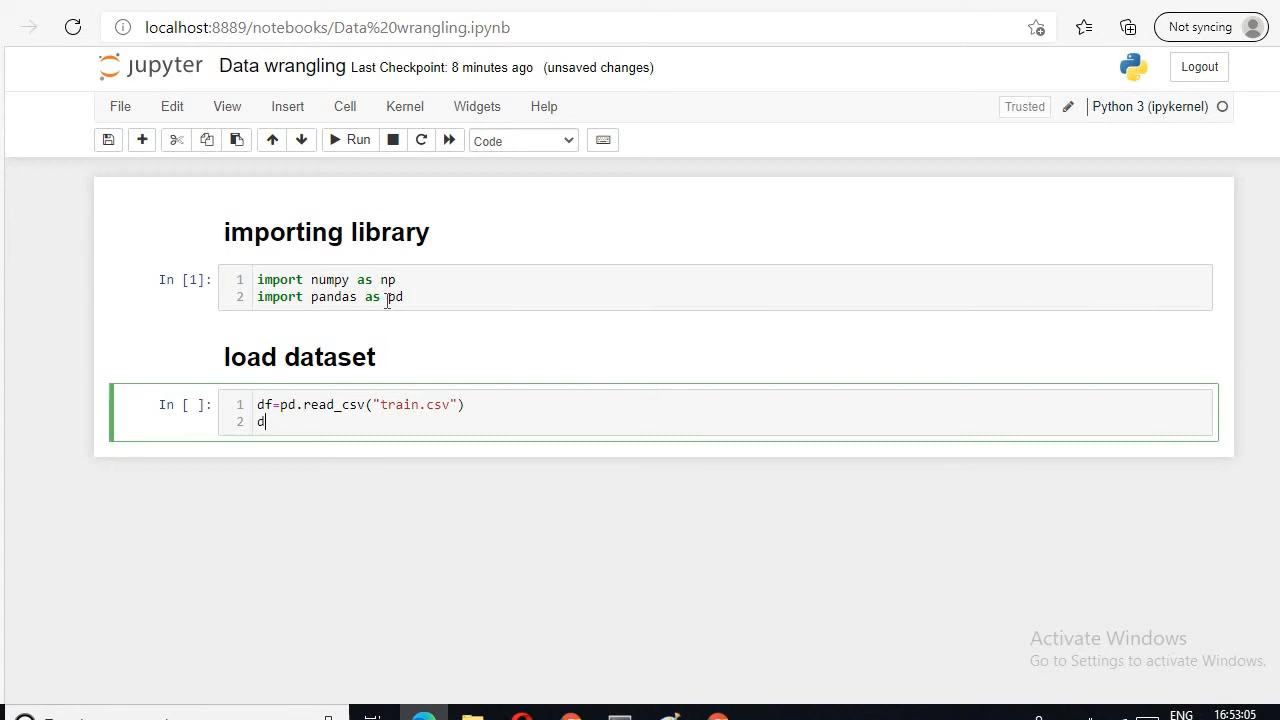 localhost:8889/notebooks/Data%20wrangling.ipynb
Not syncing
jupyter Data wrangling Last Checkpoint: 8 minutes ago (unsaved changes)
Logout
File Edit View Insert Cell Kernel Widgets Help
Trusted
Python 3 (ipykernel)
Run
Code
importing library
In [1]:
1 import numpy as np
2 import pandas as pd
load dataset
In [ ]:
1 df=pd.read_csv("train.csv")
2 d
Activate Windows
Go to Settings to activate Windows.
ENG
16:53:05